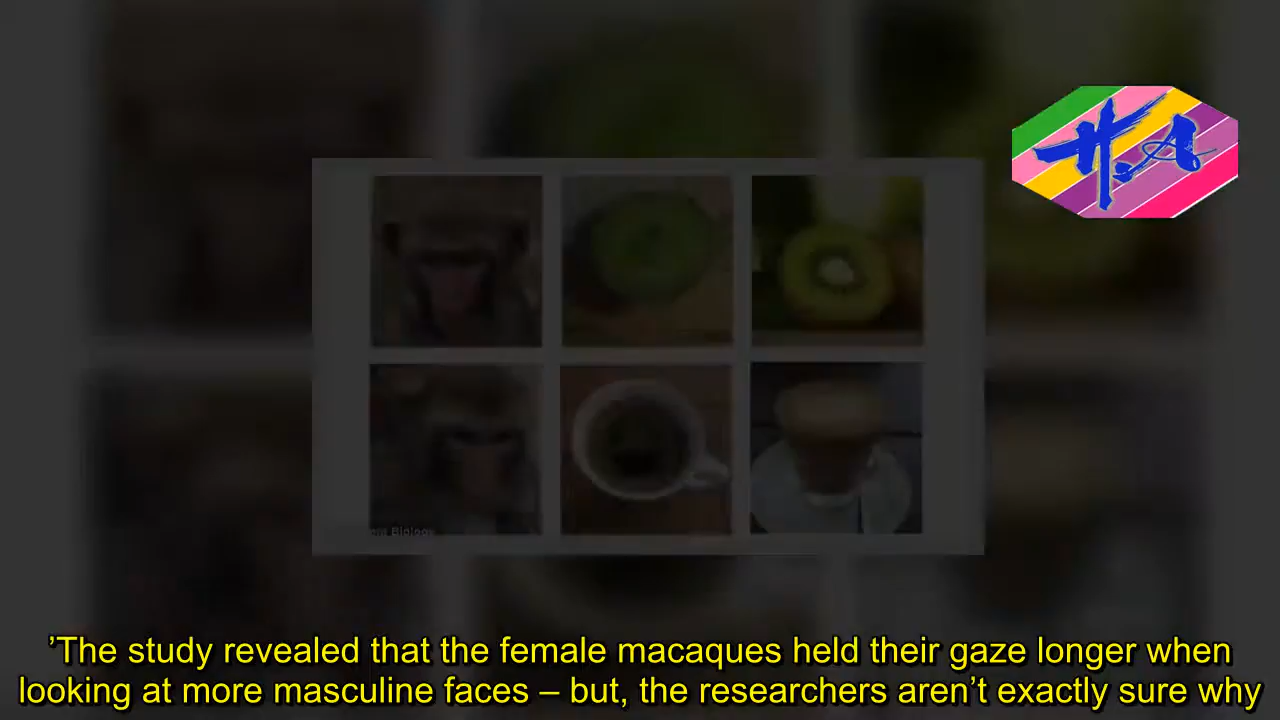 H.A
Biology
’The study revealed that the female macaques held their gaze longer when
looking at more masculine faces – but, the researchers aren’t exactly sure why